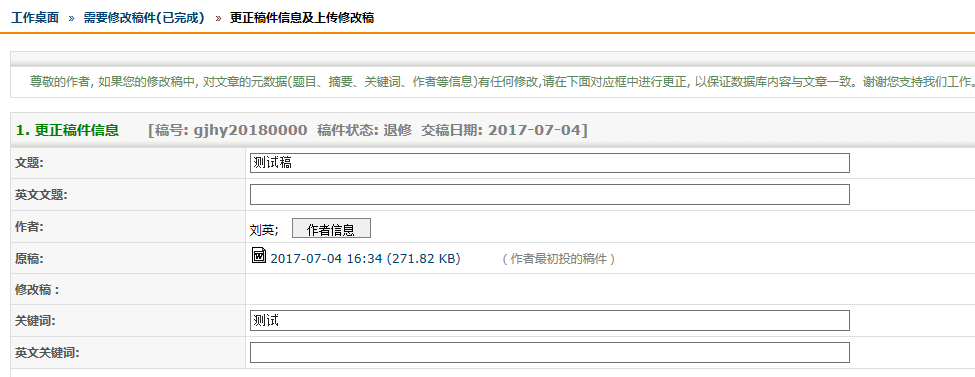 工作桌面 » 需要修改稿件(已完成) » 更正稿件信息及上传修改稿
尊敬的作者, 如果您的修改稿中, 对文章的元数据(题目、摘要、关键词、作者等信息)有任何修改,请在下面对应框中进行更正, 以保证数据库内容与文章一致。谢谢您支持我们工作。
1. 更正稿件信息 [稿号: gjhy20180000 稿件状态: 退修 交稿日期: 2017-07-04]
文题: 测试稿
英文文题:
作者: 刘英; 作者信息
原稿: 2017-07-04 16:34 (271.82 KB) （作者最初投的稿件）
修改稿：
关键词: 测试
英文关键词: